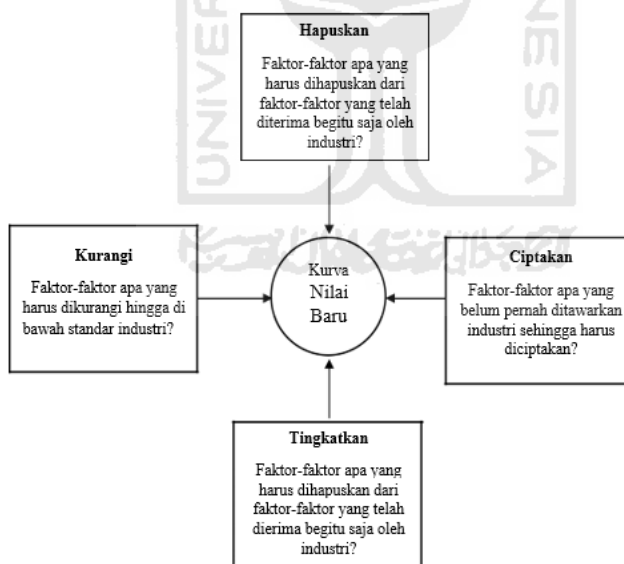 Hapuskan
Faktor-faktor apa yang
harus dihapuskan dari
faktor-faktor yang telah
diterima begitu saja oleh
industri?
Kurangi
Faktor-faktor apa yang
harus dikurangi hingga di
bawah standar industri?
Kurva
Nilai
Baru
Ciptakan
Faktor-faktor apa yang
belum pernah ditawarkan
industri sehingga harus
diciptakan?
Tingkatkan
Faktor-faktor apa yang
harus dihapuskan dari
faktor-faktor yang telah
dierima begitu saja oleh
industri?